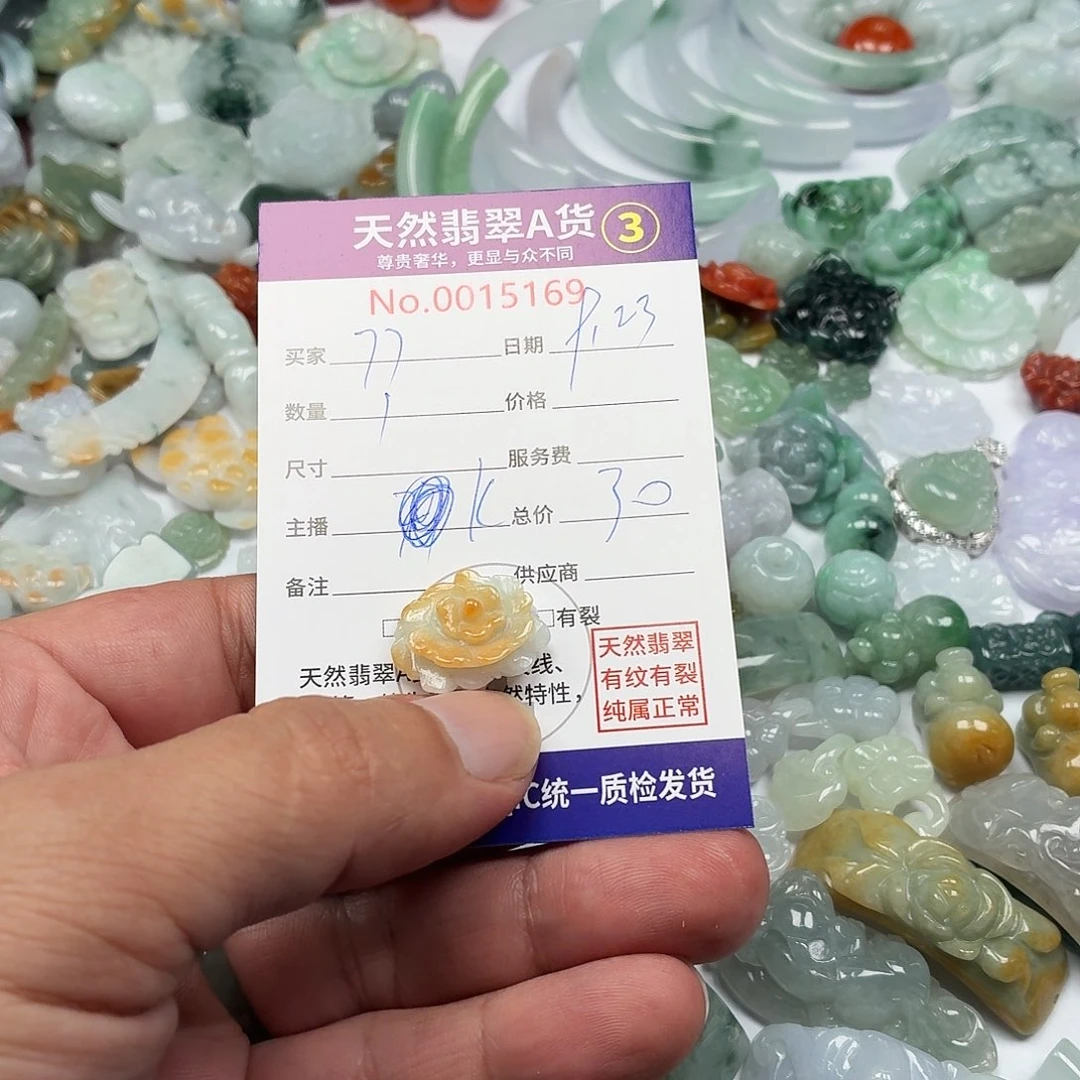 天然翡翠A货 3
尊贵奢华，更显与众不同
No.0015169
买家 77 日期 9.23
数量 1 价格
尺寸 服务费
主播 K 总价 30
备注 供应商
□ □有裂
天然翡翠A 线、
然特性，
天然翡翠
有纹有裂
纯属正常
C统一质检发货